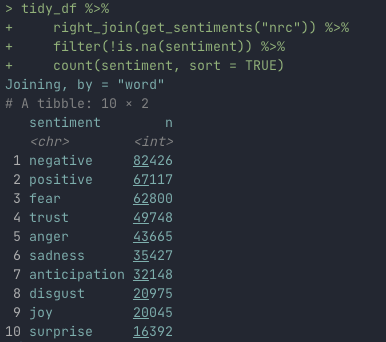 > tidy_df %>%
+     right_join(get_sentiments("nrc")) %>%
+     filter(!is.na(sentiment)) %>%
+     count(sentiment, sort = TRUE)
Joining, by = "word"
# A tibble: 10 × 2
   sentiment        n
   <chr>        <int>
 1 negative     82426
 2 positive     67117
 3 fear         62800
 4 trust        49748
 5 anger        43665
 6 sadness      35427
 7 anticipation 32148
 8 disgust      20975
 9 joy          20045
10 surprise     16392